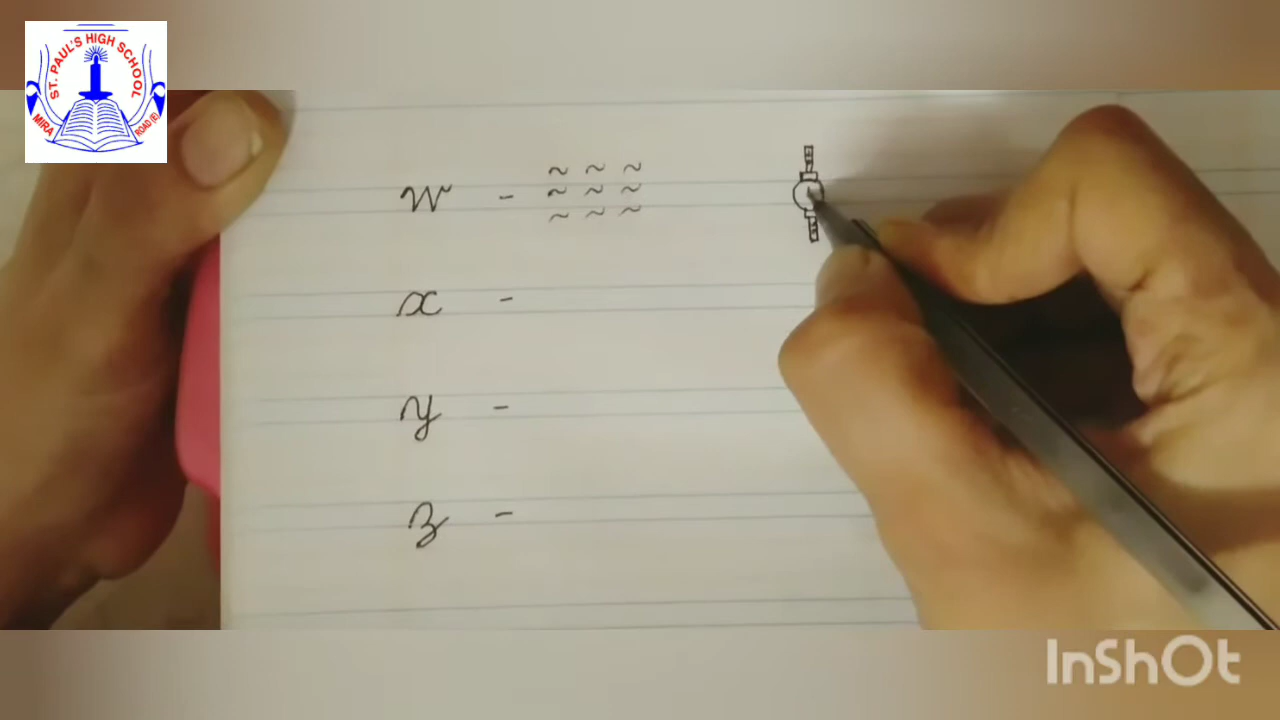 ST. PAUL'S HIGH SCHOOL
MIRA ROAD (E)
w -
x -
y -
z -
InShOt